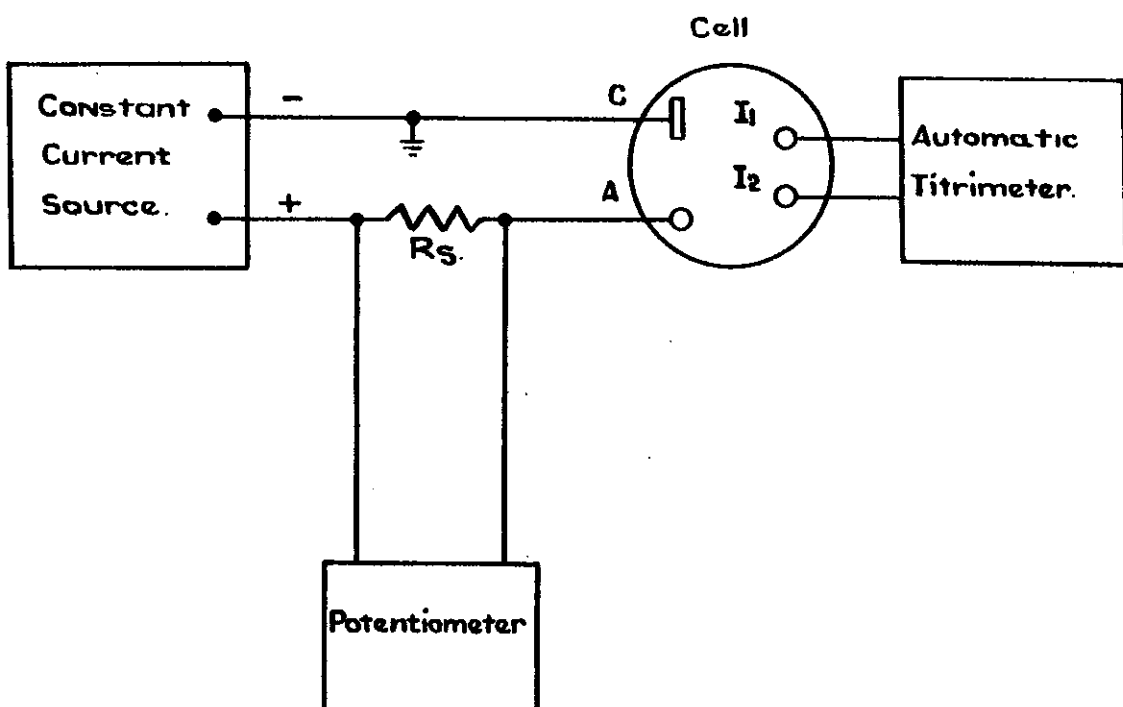 Cell
Constant
Current
Source.
-
+
Rs.
C
A
I1
I2
Automatic
Titrimeter.
Potentiometer